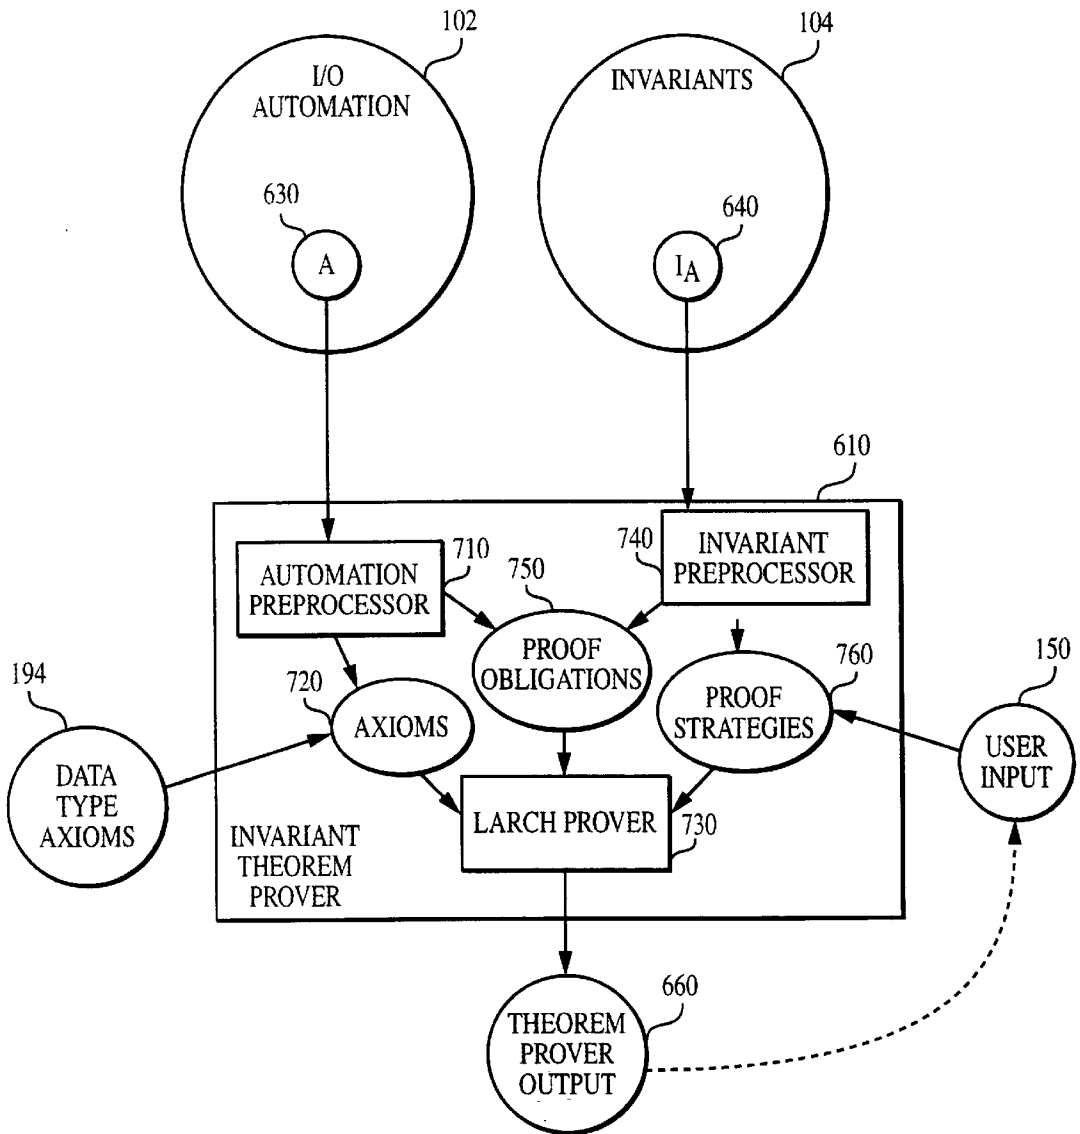 102
104
I/O
AUTOMATION
INVARIANTS
630
640
A
IA
610
710
740
INVARIANT
PREPROCESSOR
AUTOMATION
PREPROCESSOR
750
PROOF
OBLIGATIONS
194
720
760
150
AXIOMS
PROOF
STRATEGIES
USER
INPUT
DATA
TYPE
AXIOMS
LARCH PROVER
730
INVARIANT
THEOREM
PROVER
660
THEOREM
PROVER
OUTPUT